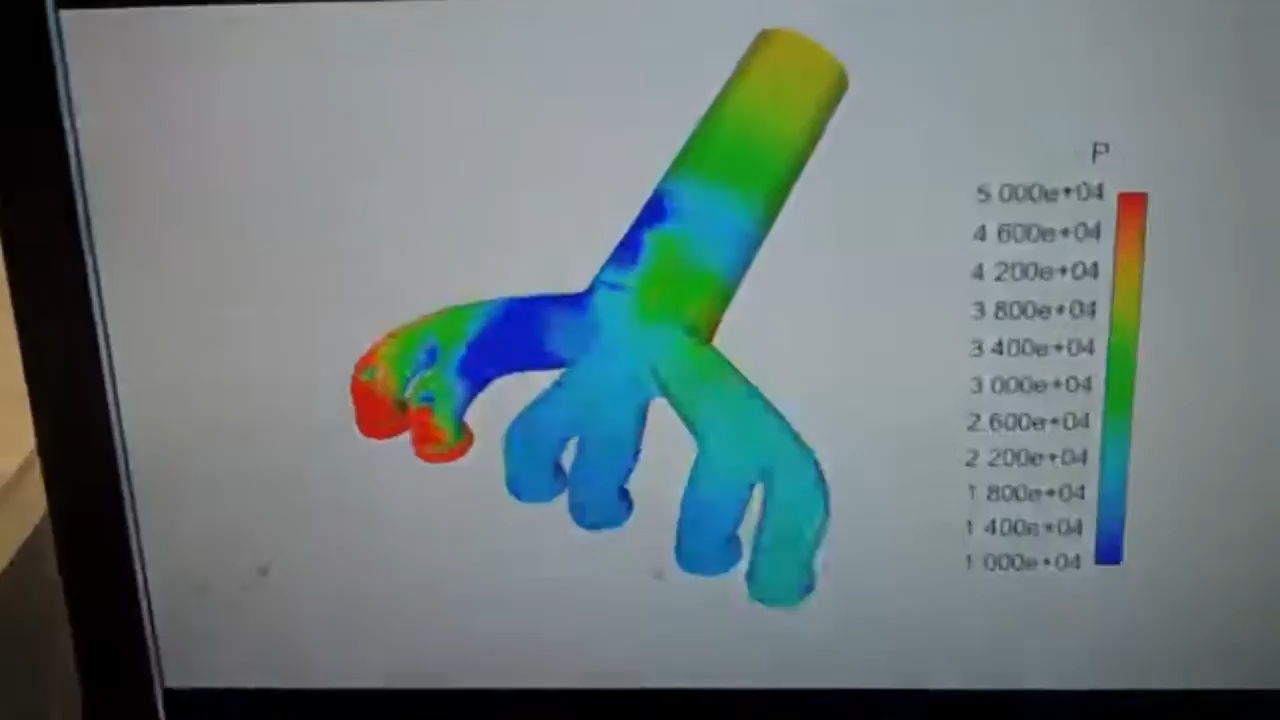 P
5 000e+04
4 600e+04
4 200e+04
3 800e+04
3 400e+04
3 000e+04
2.600e+04
2 200e+04
1 800e+04
1 400e+04
1 000e+04